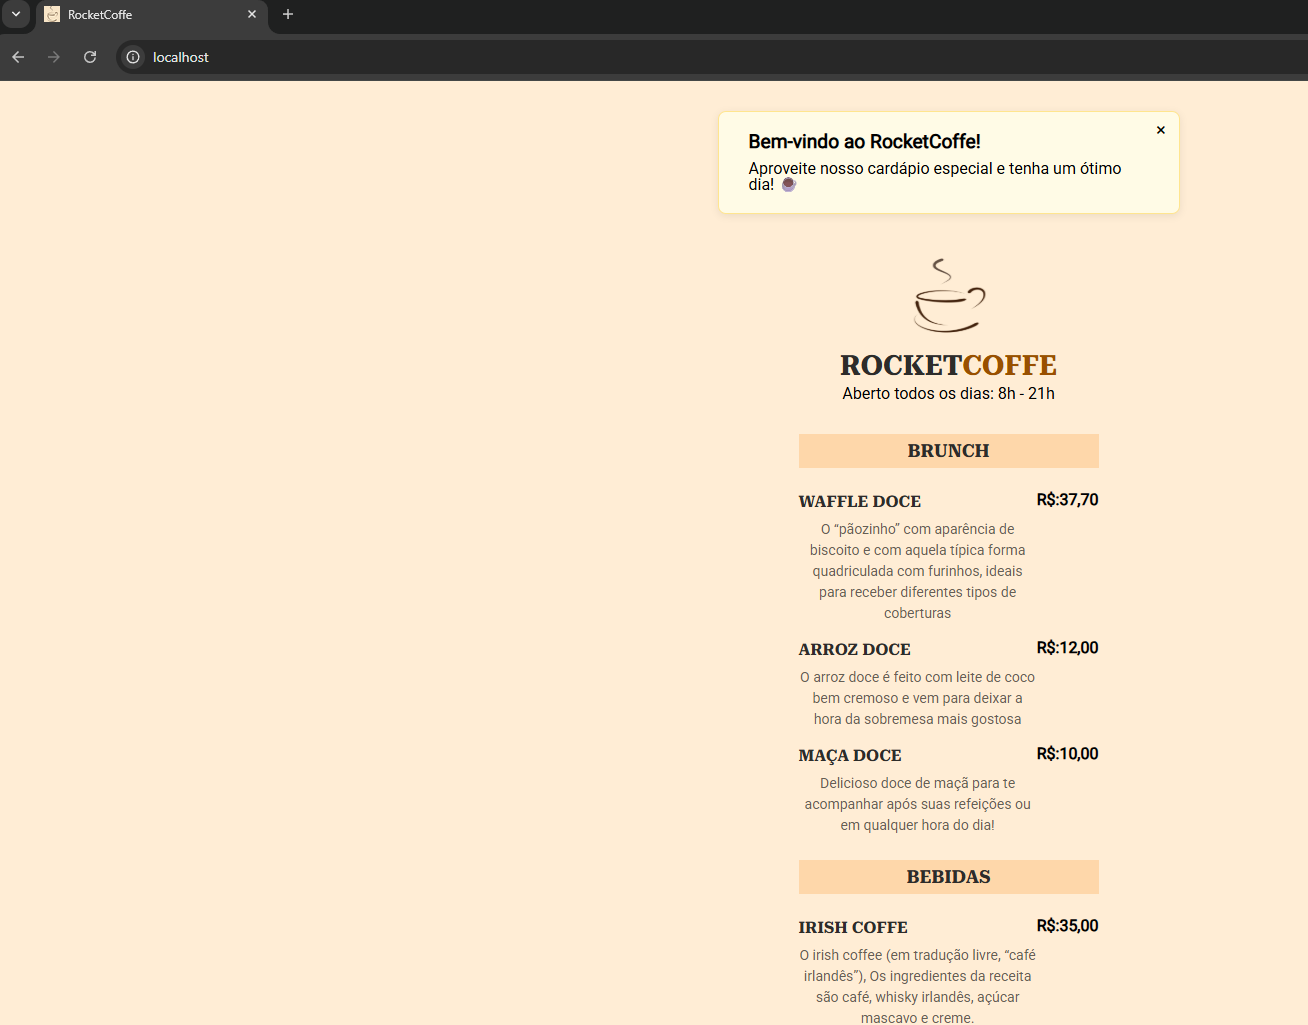 RocketCoffe
localhost
Bem-vindo ao RocketCoffe!
Aproveite nosso cardápio especial e tenha um ótimo
dia!
ROCKETCOFFE
Aberto todos os dias: 8h - 21h
BRUNCH
WAFFLE DOCE R$:37,70
O “pãozinho” com aparência de
biscoito e com aquela típica forma
quadriculada com furinhos, ideais
para receber diferentes tipos de
coberturas
ARROZ DOCE R$:12,00
O arroz doce é feito com leite de coco
bem cremoso e vem para deixar a
hora da sobremesa mais gostosa
MAÇA DOCE R$:10,00
Delicioso doce de maçã para te
acompanhar após suas refeições ou
em qualquer hora do dia!
BEBIDAS
IRISH COFFE R$:35,00
O irish coffee (em tradução livre, “café
irlandês”), Os ingredientes da receita
são café, whisky irlandês, açúcar
mascavo e creme.